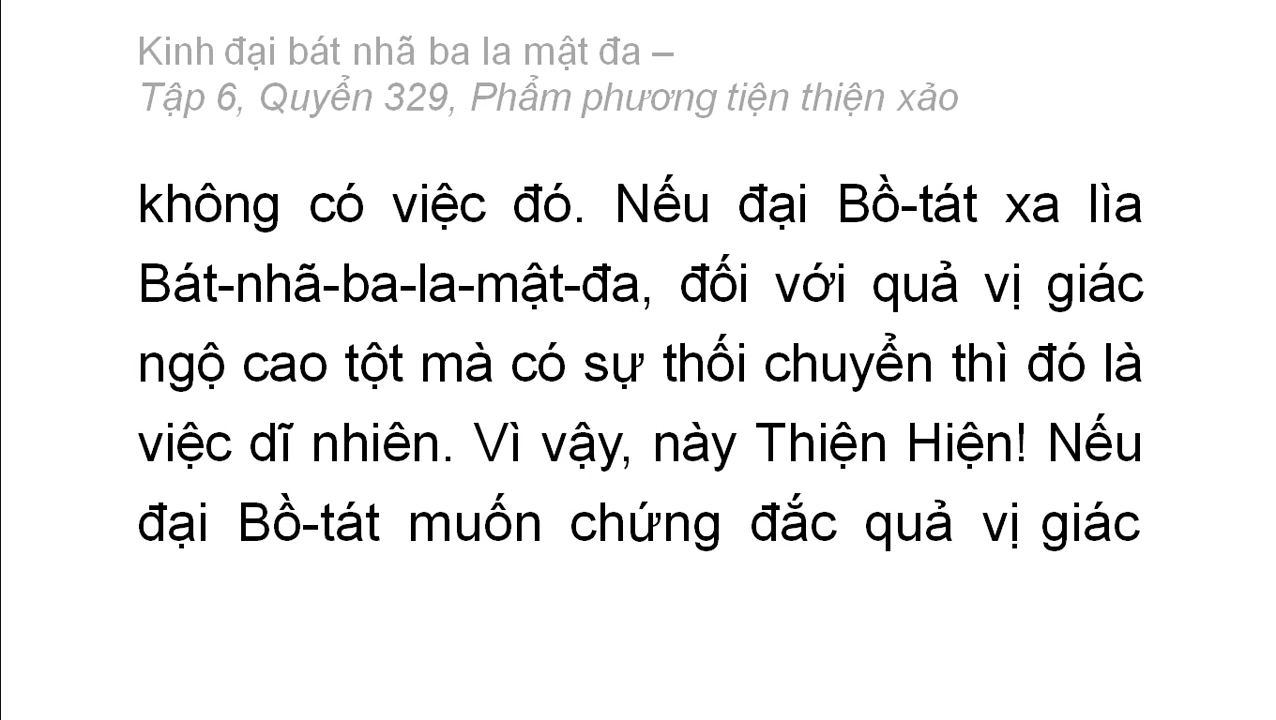 Kinh đại bát nhã ba la mật đa –
Tập 6, Quyển 329, Phẩm phương tiện thiện xảo
không có việc đó. Nếu đại Bồ-tát xa lìa
Bát-nhã-ba-la-mật-đa, đối với quả vị giác
ngộ cao tột mà có sự thối chuyển thì đó là
việc dĩ nhiên. Vì vậy, này Thiện Hiện! Nếu
đại Bồ-tát muốn chứng đắc quả vị giác